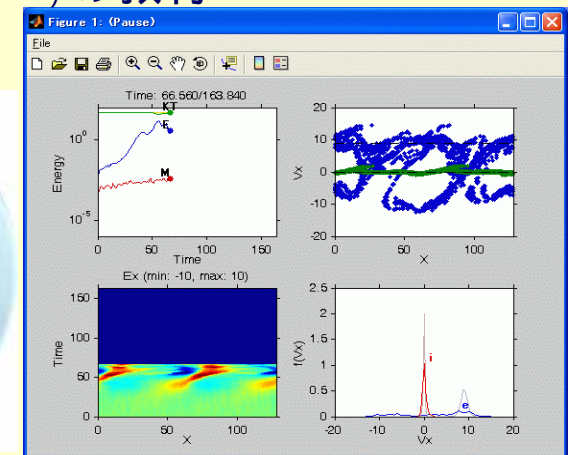 Figure 1: (Pause)
File
Time: 66.560/163.840
KT
E
M
10^0
10^-5
Energy
0 50 100 150
Time
20
10
0
-10
-20
Vx
0 50 100
X
Ex (min: -10, max: 10)
150
100
50
0
Time
0 50 100
X
2.5
2
1.5
1
0.5
0
f(Vx)
i
e
-20 -10 0 10 20
Vx